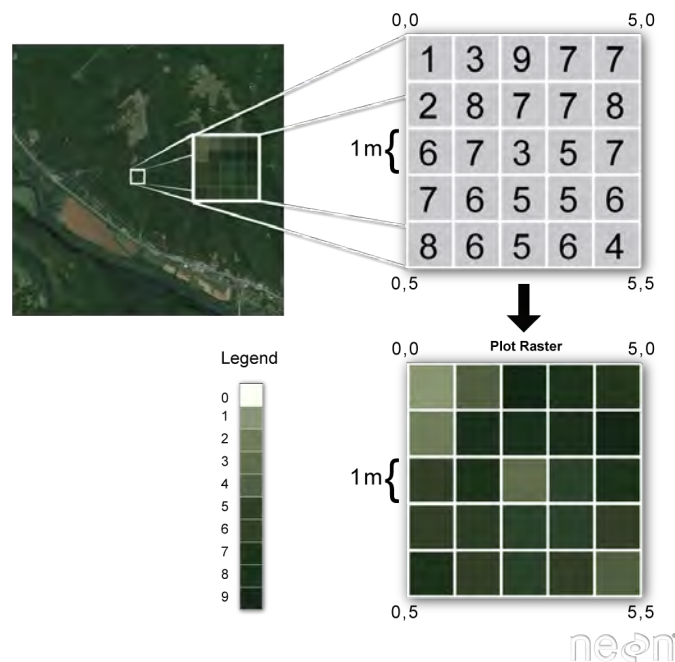 0,0 5,0
1 3 9 7 7
2 8 7 7 8
1m{ 6 7 3 5 7
7 6 5 5 6
8 6 5 6 4
0,5 5,5
Plot Raster
0,0 5,0
1m{
0,5 5,5
Legend
0
1
2
3
4
5
6
7
8
9
neon